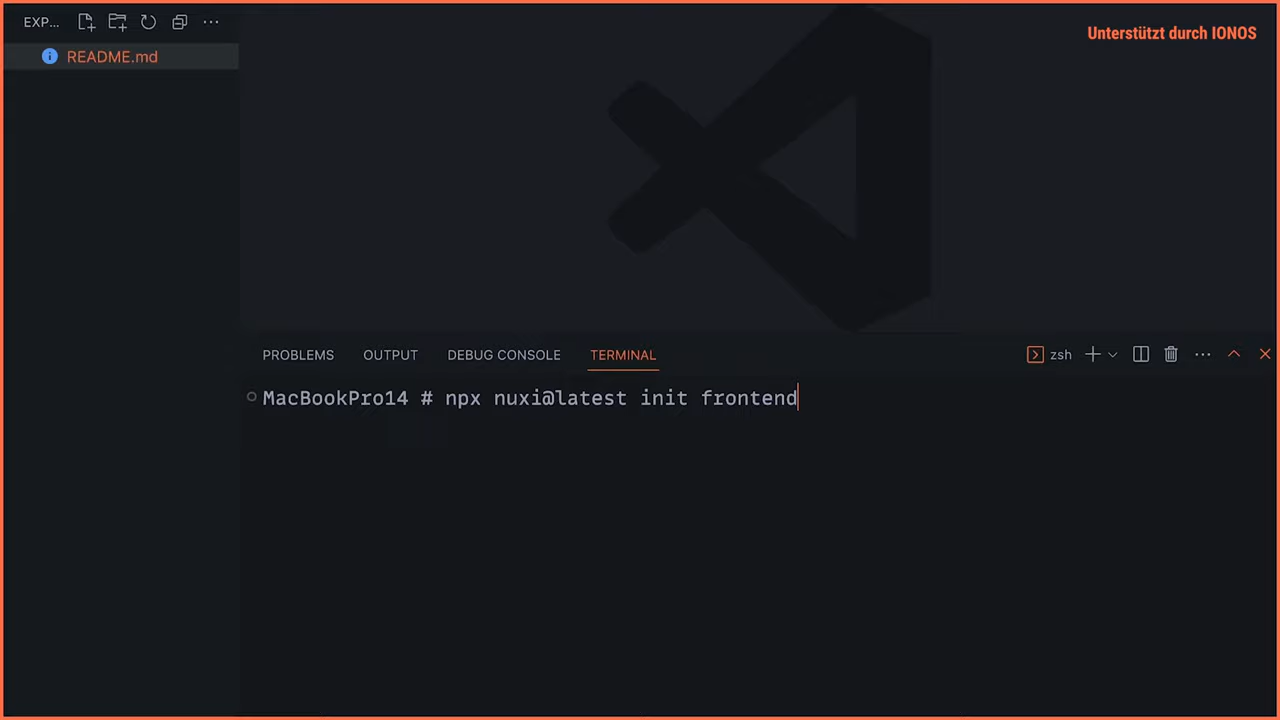 EXP...
Unterstützt durch IONOS
README.md
PROBLEMS OUTPUT DEBUG CONSOLE TERMINAL zsh
MacBookPro14 # npx nuxi@latest init frontend